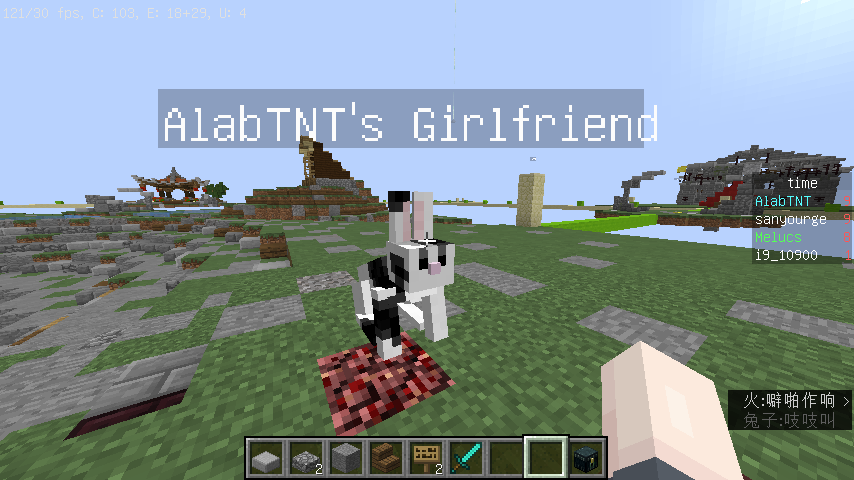 121/30 fps, C: 103, E: 18+29, U: 4
AlabTNT's Girlfriend
time
AlabTNT
sanyourge
Melucs
i9_10900
火:噼啪作响 >
兔子:吱吱叫
2
2